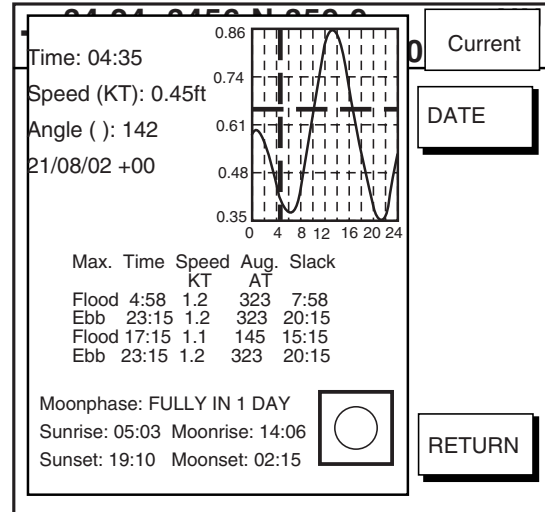 Current
DATE
Time: 04:35
Speed (KT): 0.45ft
Angle ( ): 142
21/08/02 +00
0.86
0.74
0.61
0.48
0.35
0 4 8 12 16 20 24
Max. Time Speed Aug. Slack
KT AT
Flood 4:58 1.2 323 7:58
Ebb 23:15 1.2 323 20:15
Flood 17:15 1.1 145 15:15
Ebb 23:15 1.2 323 20:15
Moonphase: FULLY IN 1 DAY
Sunrise: 05:03 Moonrise: 14:06
Sunset: 19:10 Moonset: 02:15
RETURN